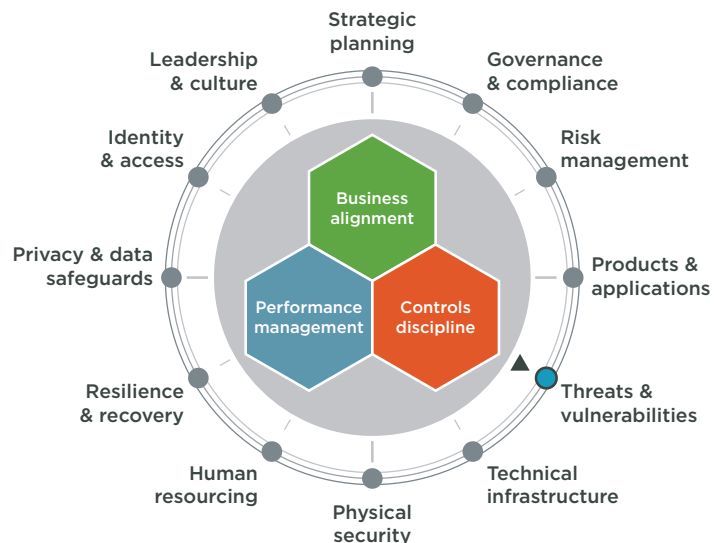 Strategic
planning
Governance
& compliance
Risk
management
Products &
applications
Threats &
vulnerabilities
Technical
infrastructure
Physical
security
Human
resourcing
Resilience
& recovery
Privacy & data
safeguards
Identity
& access
Leadership
& culture
Business
alignment
Performance
management
Controls
discipline